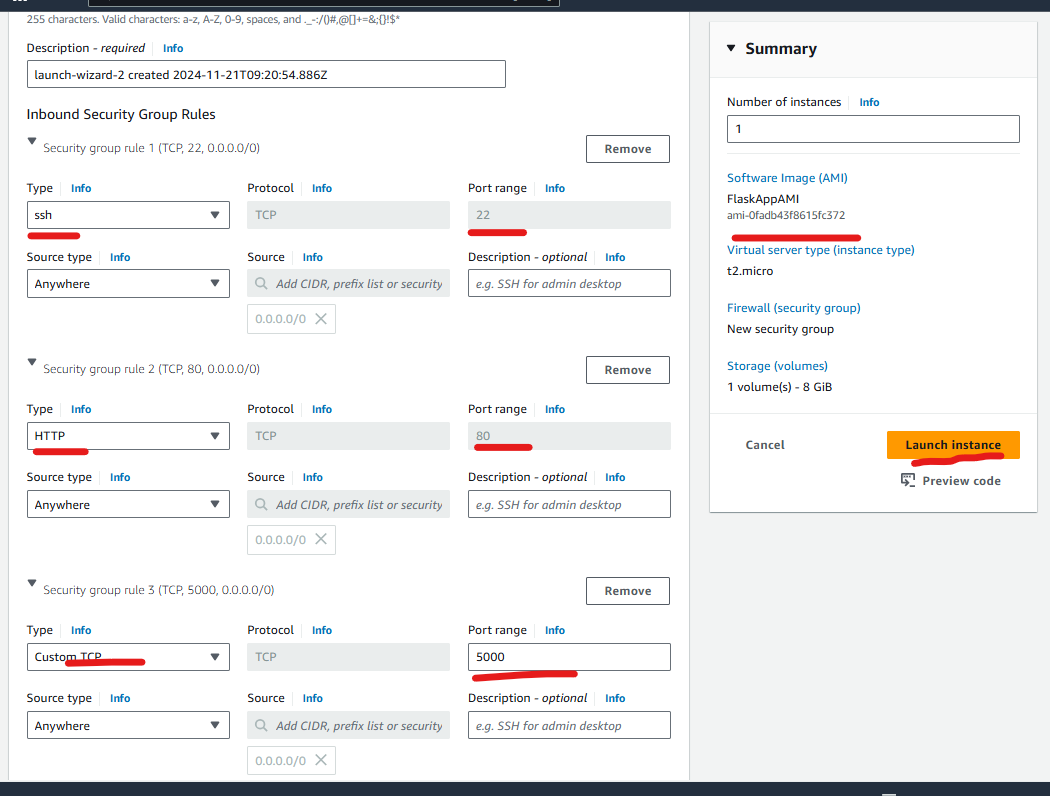 255 characters. Valid characters: a-z, A-Z, 0-9, spaces, and ._-:/()#,@[]+=&;{}!$*
Description - required Info
launch-wizard-2 created 2024-11-21T09:20:54.886Z
Inbound Security Group Rules
Security group rule 1 (TCP, 22, 0.0.0.0/0)
Remove
Type Info
Protocol Info
Port range Info
ssh
TCP
22
Source type Info
Source Info
Description - optional Info
Anywhere
Add CIDR, prefix list or security
e.g. SSH for admin desktop
0.0.0.0/0
Security group rule 2 (TCP, 80, 0.0.0.0/0)
Remove
Type Info
Protocol Info
Port range Info
HTTP
TCP
80
Source type Info
Source Info
Description - optional Info
Anywhere
Add CIDR, prefix list or security
e.g. SSH for admin desktop
0.0.0.0/0
Security group rule 3 (TCP, 5000, 0.0.0.0/0)
Remove
Type Info
Protocol Info
Port range Info
Custom TCP
TCP
5000
Source type Info
Source Info
Description - optional Info
Anywhere
Add CIDR, prefix list or security
e.g. SSH for admin desktop
0.0.0.0/0
Summary
Number of instances Info
1
Software Image (AMI)
FlaskAppAMI
ami-0fadb43f8615fc372
Virtual server type (instance type)
t2.micro
Firewall (security group)
New security group
Storage (volumes)
1 volume(s) - 8 GiB
Cancel
Launch instance
Preview code